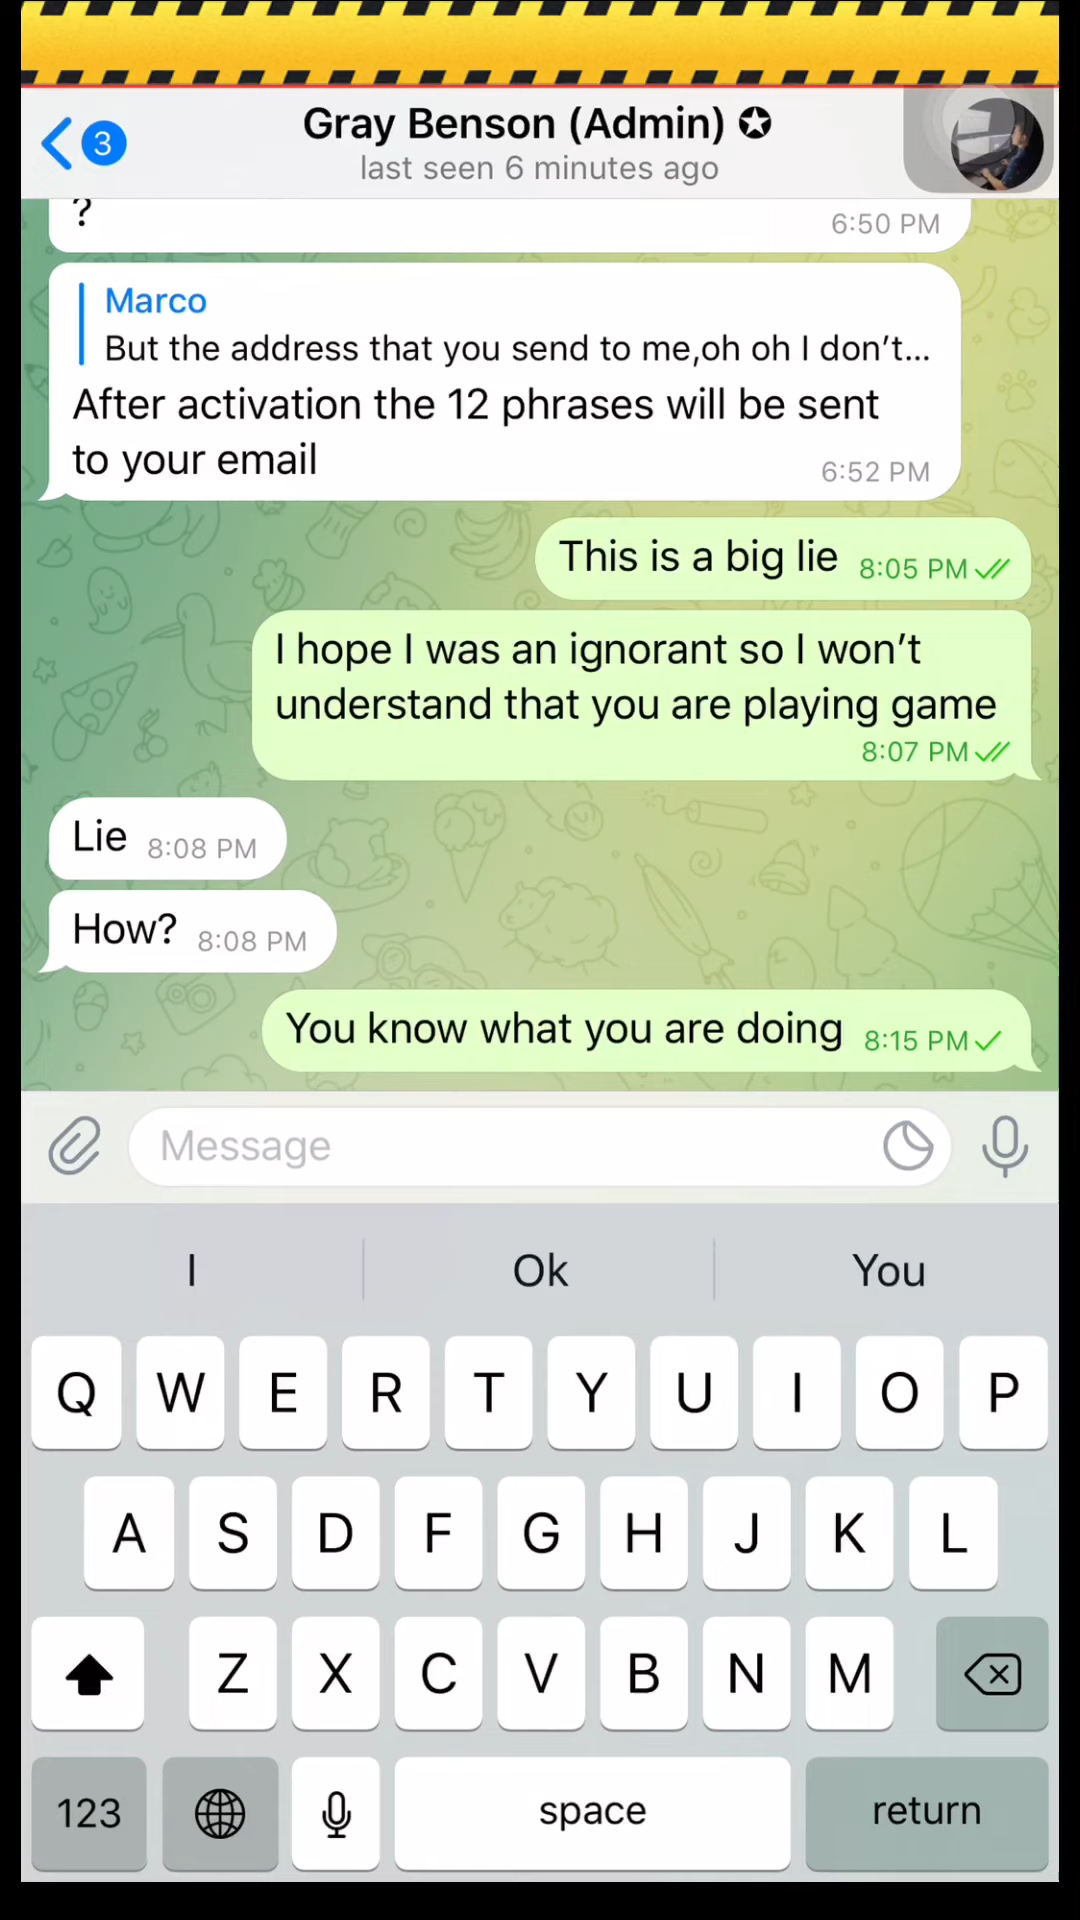 3
Gray Benson (Admin)
last seen 6 minutes ago
?
6:50 PM
Marco
But the address that you send to me,oh oh I don't...
After activation the 12 phrases will be sent
to your email
6:52 PM
This is a big lie 8:05 PM
I hope I was an ignorant so I won't
understand that you are playing game
8:07 PM
Lie 8:08 PM
How? 8:08 PM
You know what you are doing 8:15 PM
Message
I Ok You
Q W E R T Y U I O P
A S D F G H J K L
Z X C V B N M
123 space return